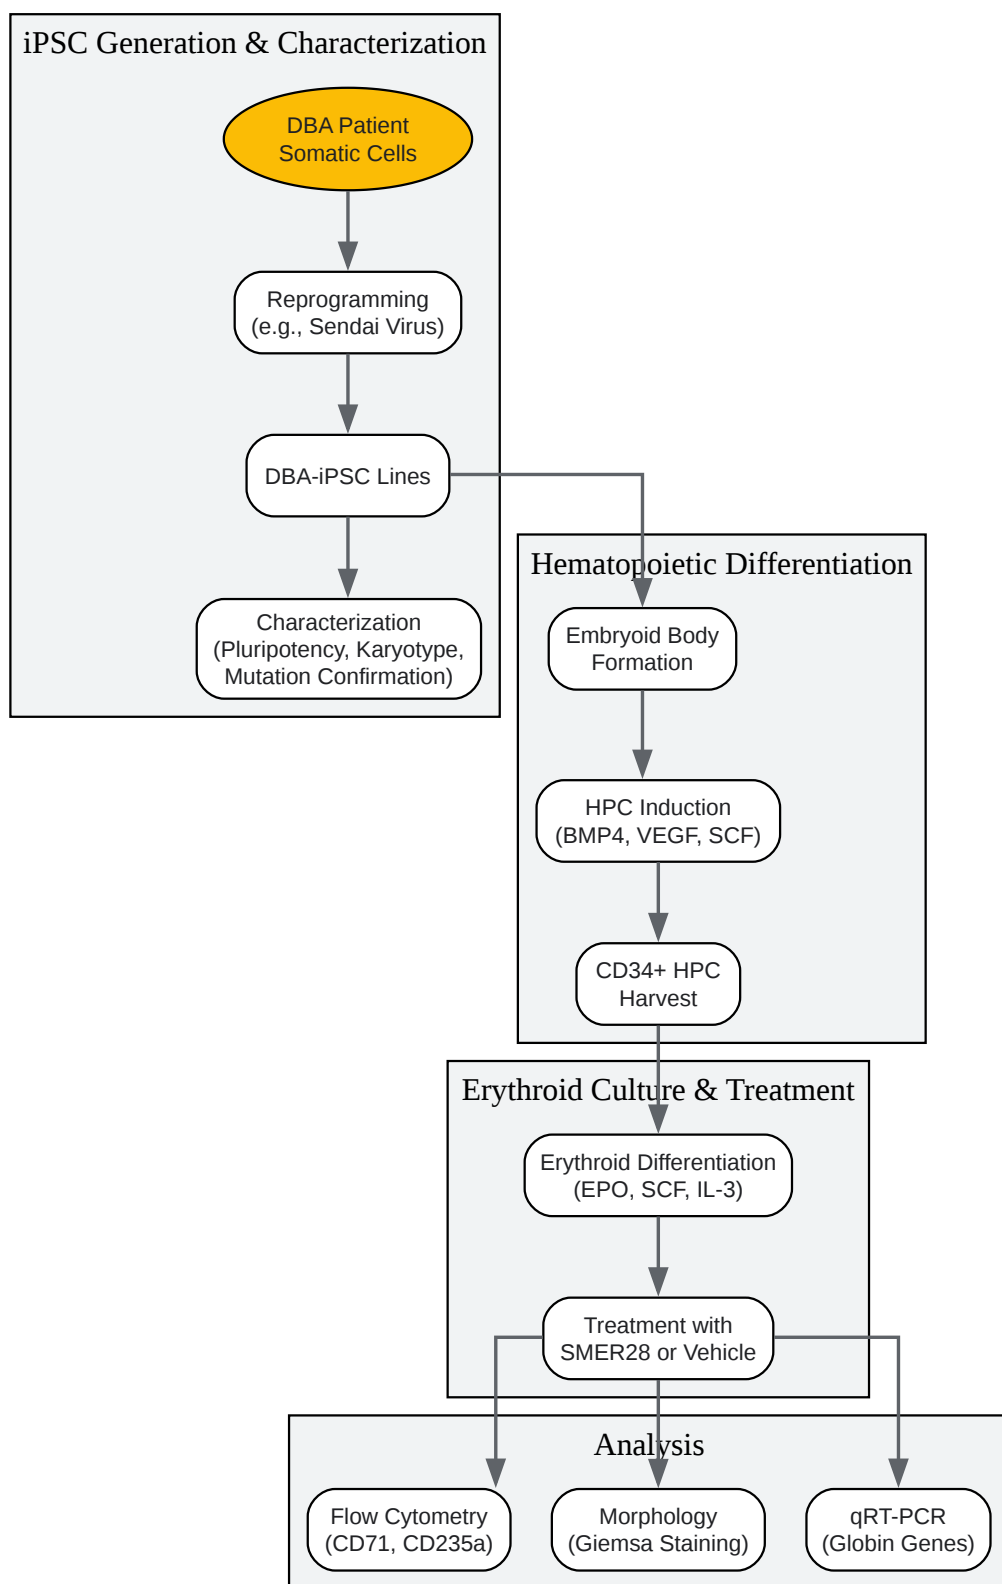 iPSC Generation & Characterization
DBA Patient
Somatic Cells
Reprogramming
(e.g., Sendai Virus)
DBA-iPSC Lines
Characterization
(Pluripotency, Karyotype,
Mutation Confirmation)
Hematopoietic Differentiation
Embryoid Body
Formation
HPC Induction
(BMP4, VEGF, SCF)
CD34+ HPC
Harvest
Erythroid Culture & Treatment
Erythroid Differentiation
(EPO, SCF, IL-3)
Treatment with
SMER28 or Vehicle
Analysis
Flow Cytometry
(CD71, CD235a)
Morphology
(Giemsa Staining)
qRT-PCR
(Globin Genes)